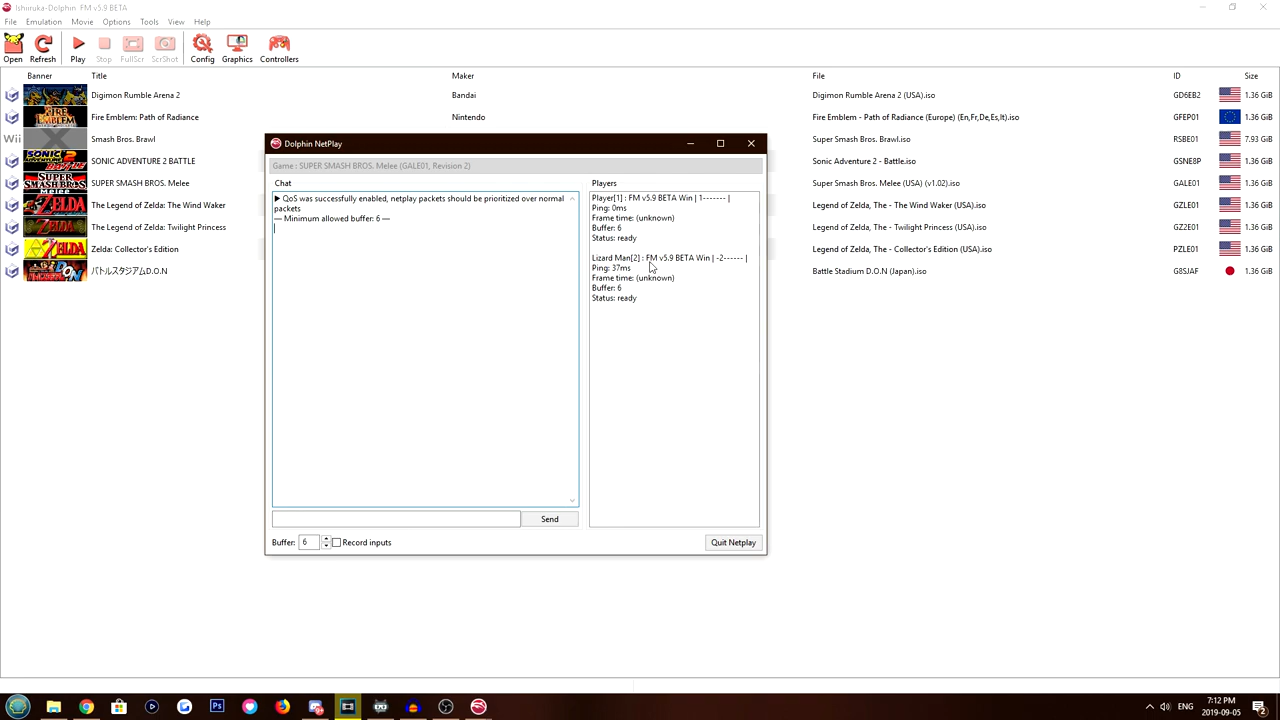 Ishiiruka-Dolphin FM v5.9 BETA
File Emulation Movie Options Tools View Help
Open Refresh Play Stop FullScr ScrShot Config Graphics Controllers
Banner Title Maker File ID Size
Digimon Rumble Arena 2 Bandai Digimon Rumble Arena 2 (USA).iso GD6EB2 1.36 GiB
Fire Emblem: Path of Radiance Nintendo Fire Emblem - Path of Radiance (Europe) (En,Fr,De,Es,It).iso GFEP01 1.36 GiB
Wii Smash Bros. Brawl Super Smash Bros. Brawl.iso RSBE01 7.93 GiB
SONIC ADVENTURE 2 BATTLE Sonic Adventure 2 - Battle.iso GSNE8P 1.36 GiB
SUPER SMASH BROS. Melee Super Smash Bros. Melee (USA) (v1.02).iso GALE01 1.36 GiB
The Legend of Zelda: The Wind Waker Legend of Zelda, The - The Wind Waker (USA).iso GZLE01 1.36 GiB
The Legend of Zelda: Twilight Princess Legend of Zelda, The - Twilight Princess (USA).iso GZ2E01 1.36 GiB
Zelda: Collector's Edition Legend of Zelda, The - Collector's Edition (USA).iso PZLE01 1.36 GiB
バトルスタジアムD.O.N Battle Stadium D.O.N (Japan).iso G8SJAF 1.36 GiB
Dolphin NetPlay
Game : SUPER SMASH BROS. Melee (GALE01, Revision 2)
Chat
▶ QoS was successfully enabled, netplay packets should be prioritized over normal
packets
— Minimum allowed buffer: 6 —
Players
Player[1] : FM v5.9 BETA Win | 1------- |
Ping: 0ms
Frame time: (unknown)
Buffer: 6
Status: ready
Lizard Man[2] : FM v5.9 BETA Win | -2------ |
Ping: 37ms
Frame time: (unknown)
Buffer: 6
Status: ready
Send
Buffer: 6 Record inputs Quit Netplay
ENG
7:12 PM
2019-09-05
2